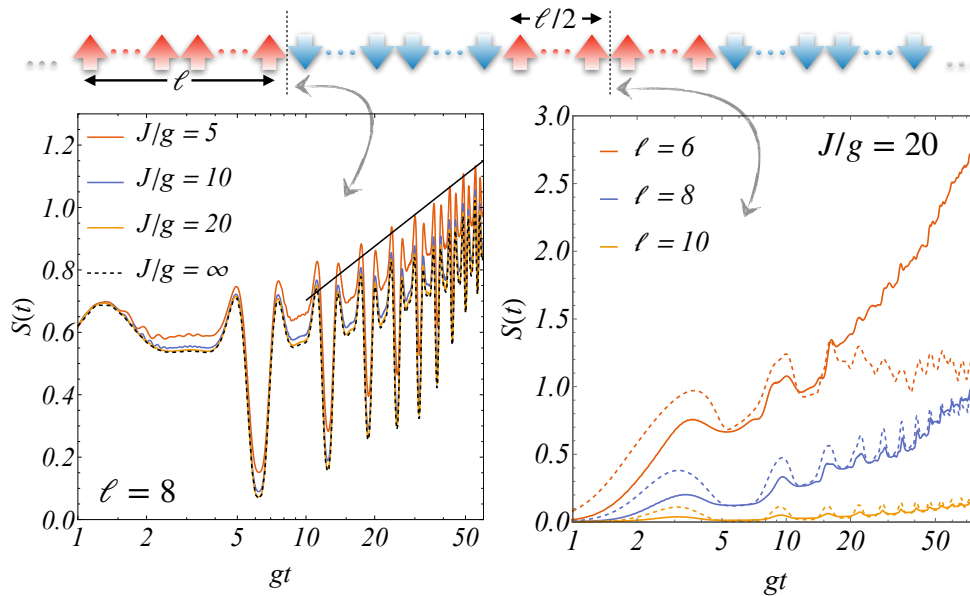 ℓ/2
ℓ
1.2
1.0
0.8
0.6
0.4
0.2
0.0
S(t)
J/g = 5
J/g = 10
J/g = 20
J/g = ∞
ℓ = 8
1
2
5
10
20
50
gt
3.0
2.5
2.0
1.5
1.0
0.5
0.0
S(t)
ℓ = 6
ℓ = 8
ℓ = 10
J/g = 20
1
2
5
10
20
50
gt